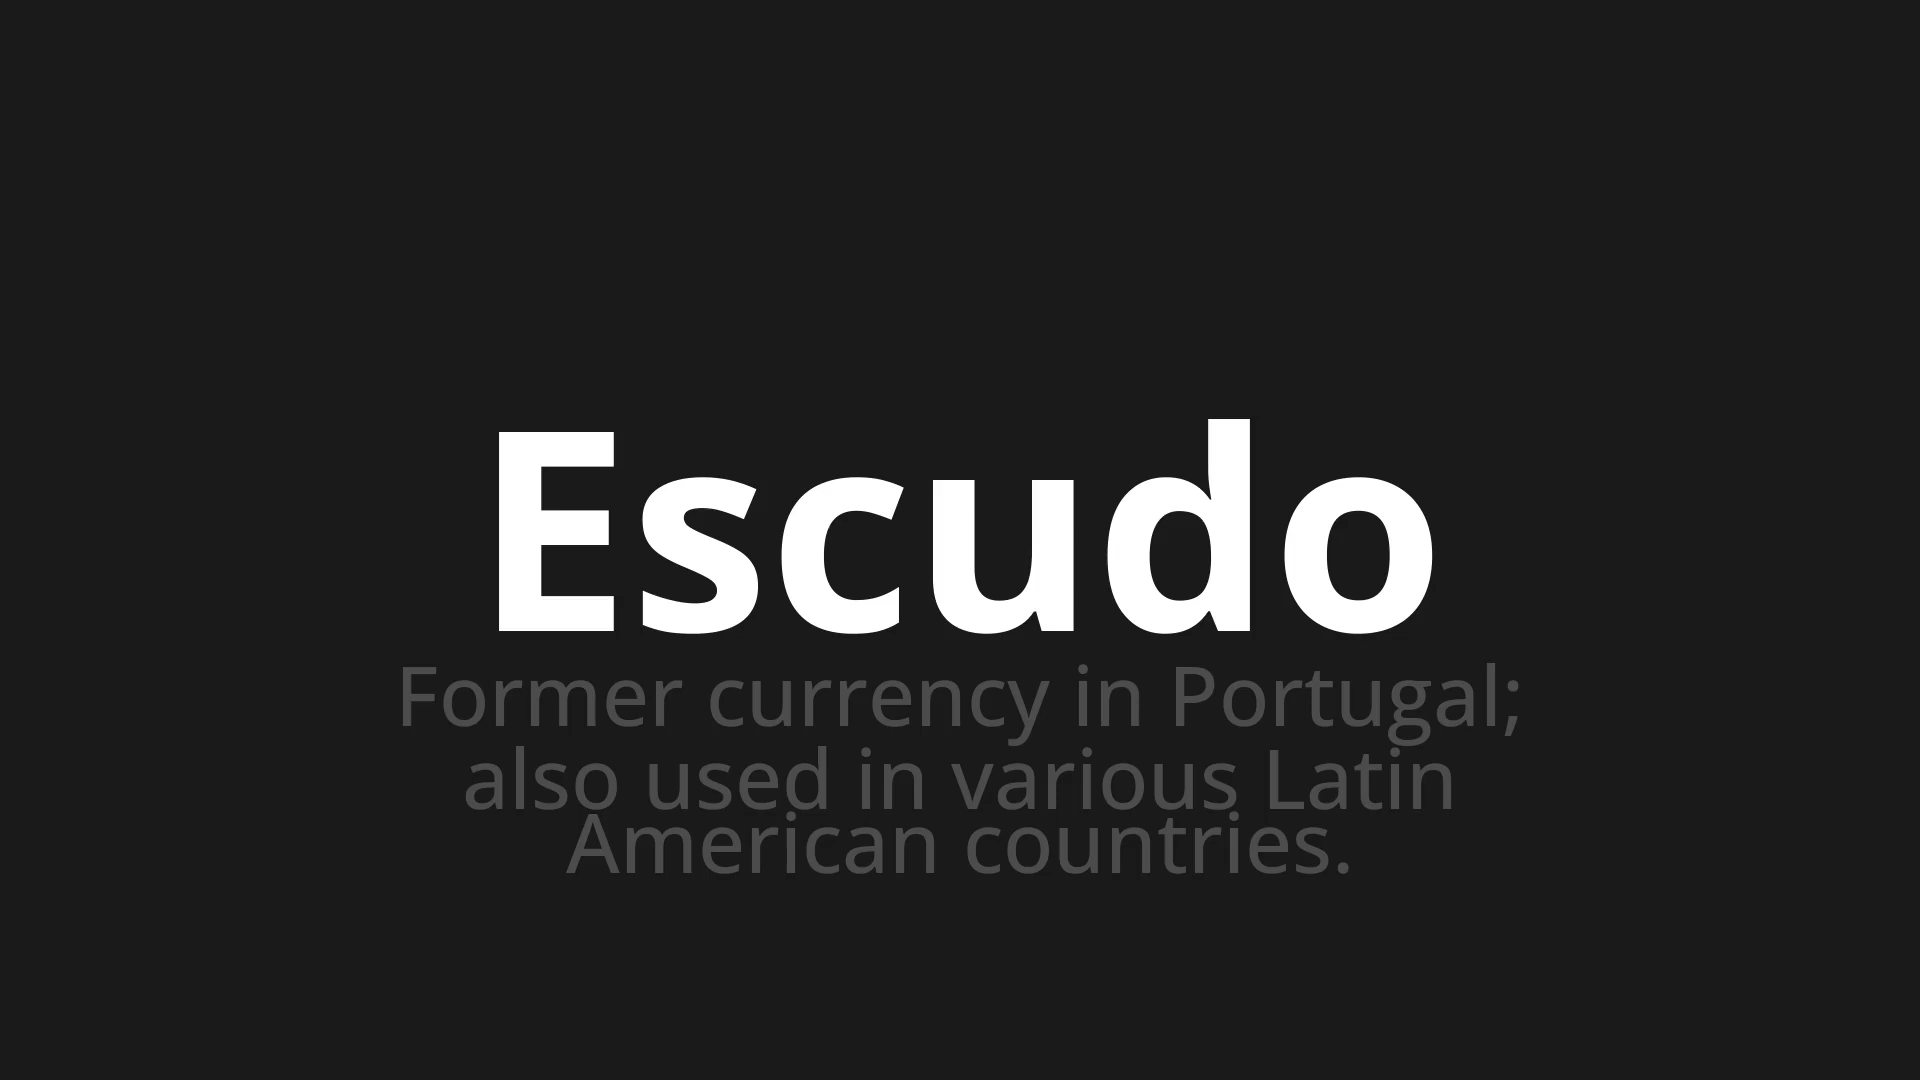 Escudo
Former currency in Portugal;
also used in various Latin
American countries.